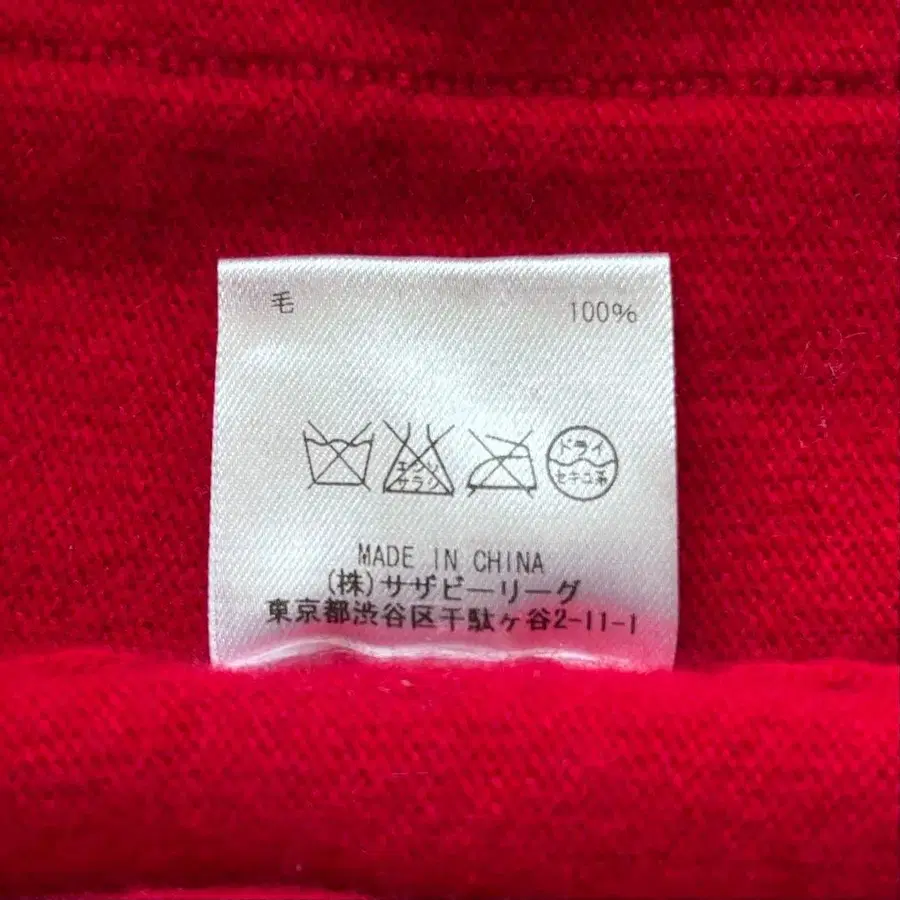 毛 100%
エンソ
サラシ
ドライ
セキユ系
MADE IN CHINA
(株)サザビーリーグ
東京都渋谷区千駄ヶ谷2-11-1